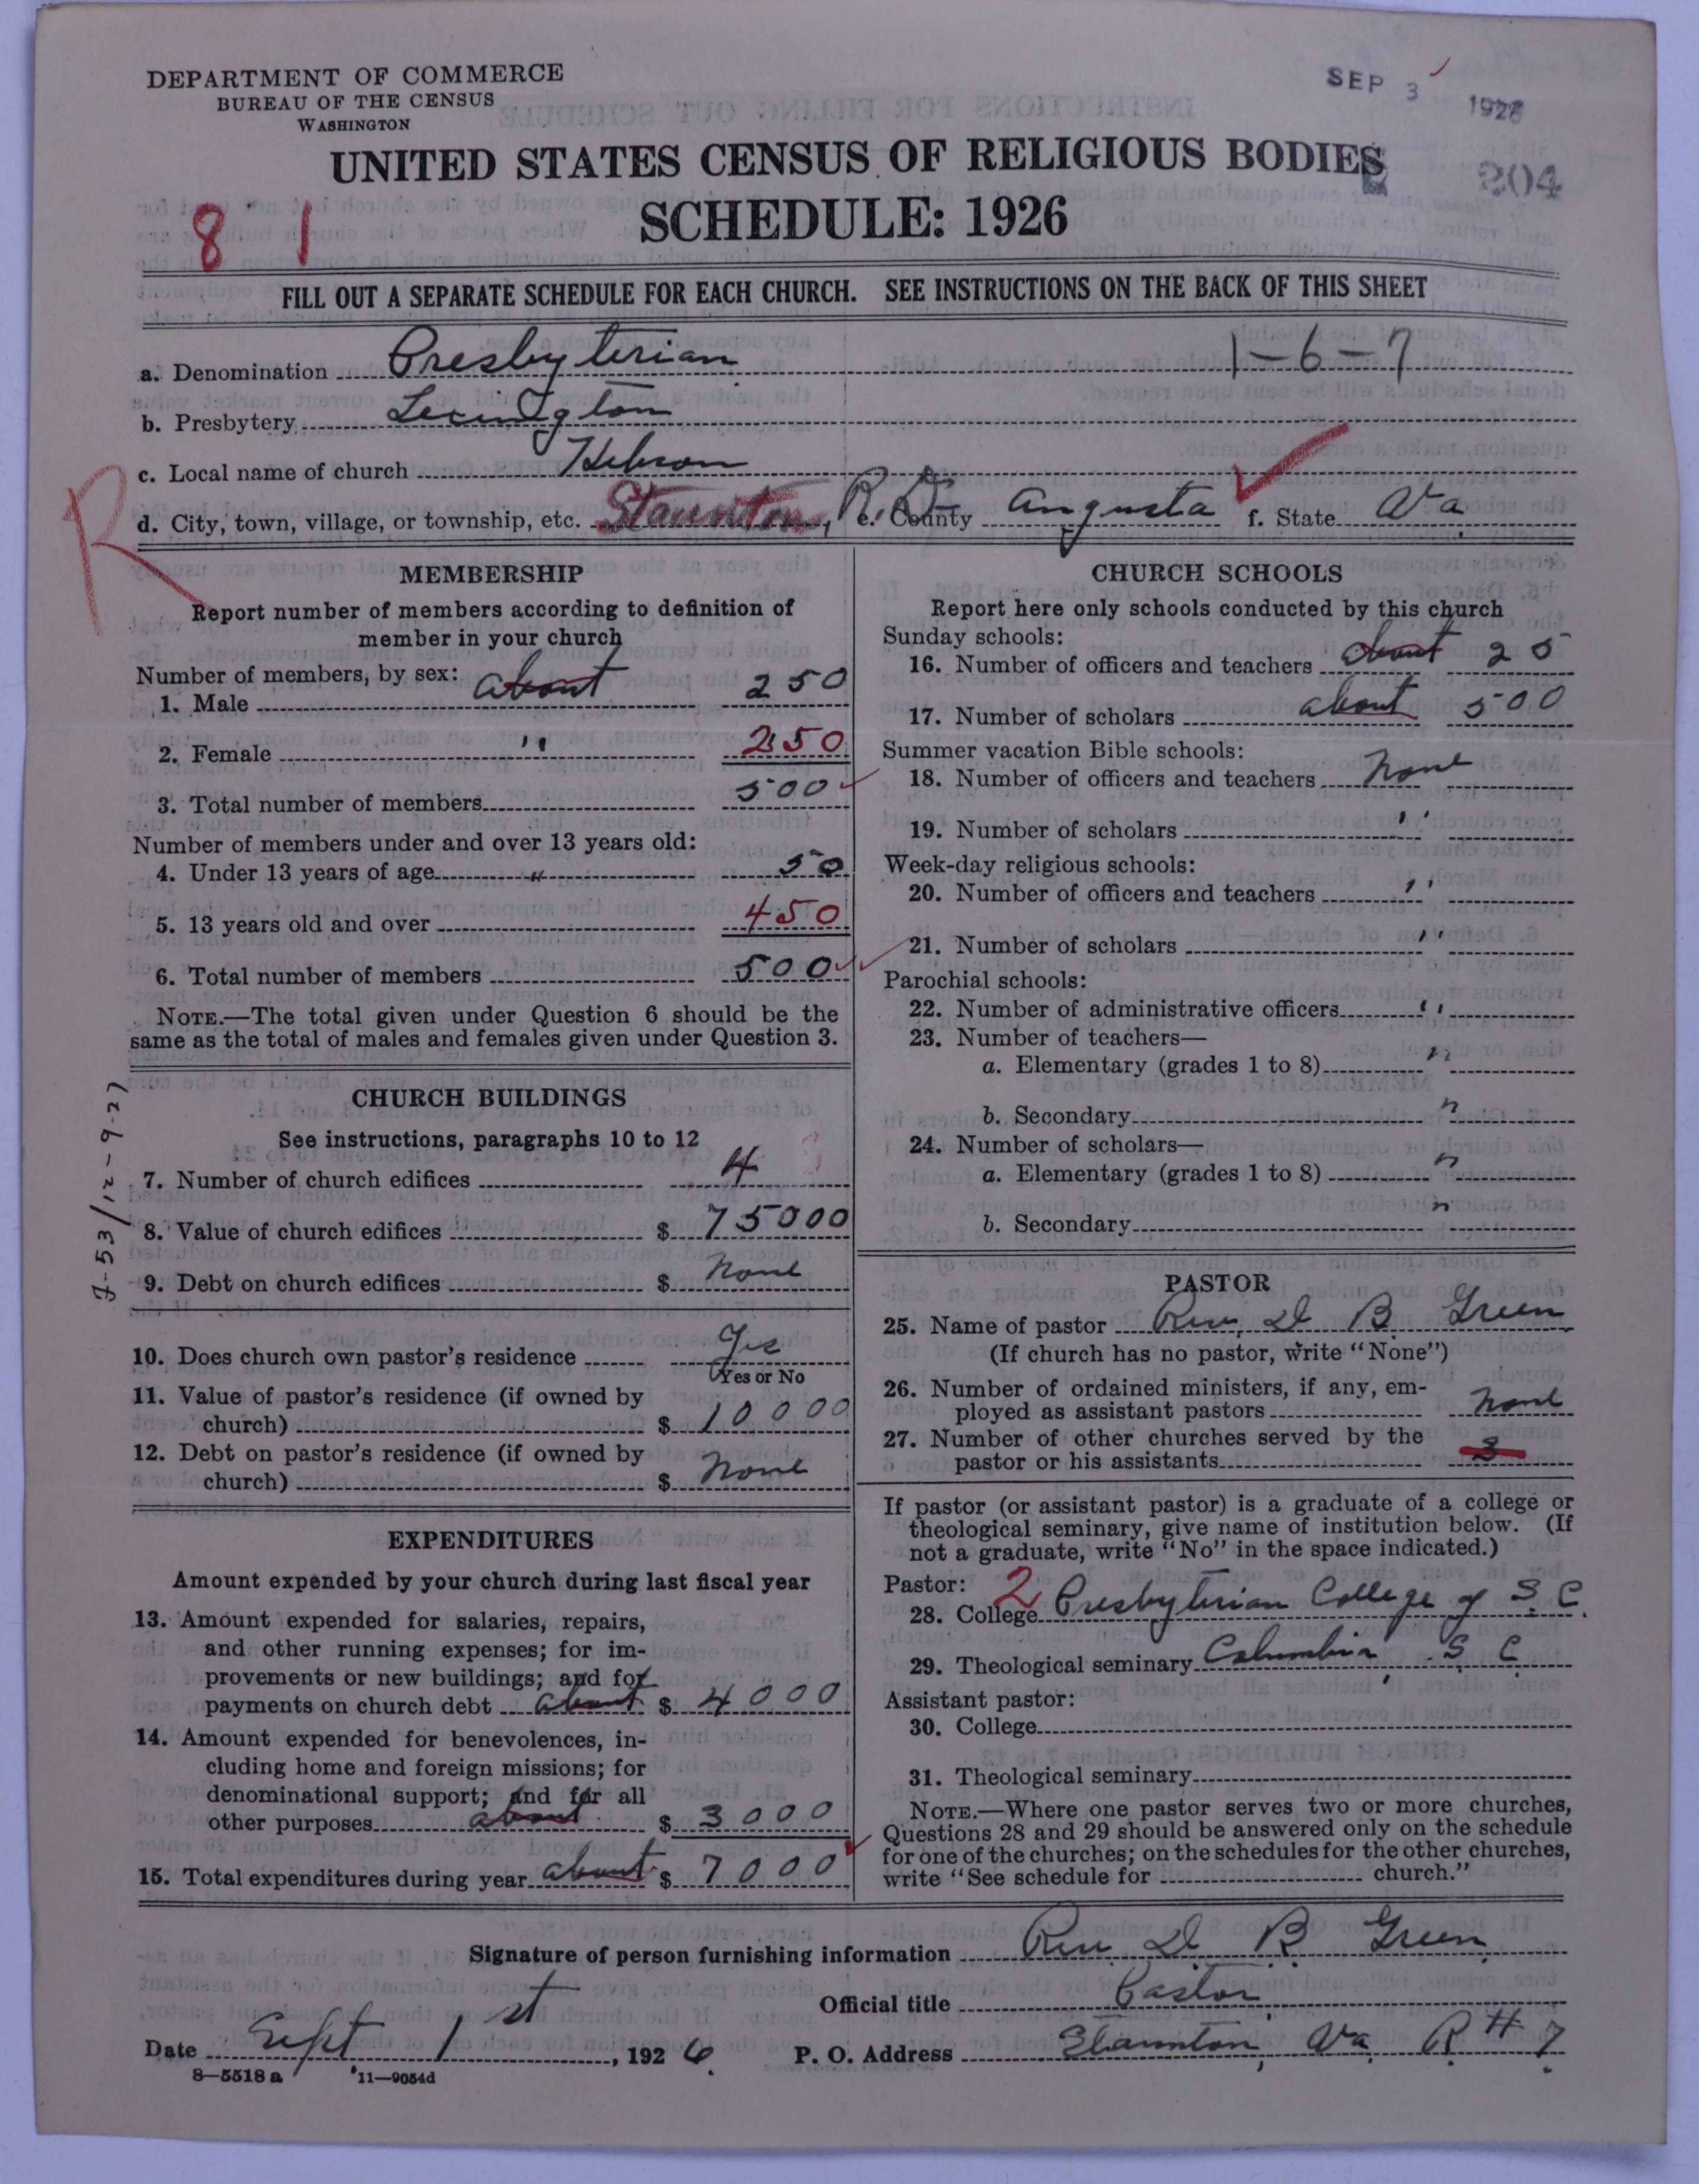 DEPARTMENT OF COMMERCE
BUREAU OF THE CENSUS
WASHINGTON
SEP 3 1926
UNITED STATES CENSUS OF RELIGIOUS BODIES
204
SCHEDULE: 1926
8 1
FILL OUT A SEPARATE SCHEDULE FOR EACH CHURCH. SEE INSTRUCTIONS ON THE BACK OF THIS SHEET
a. Denomination Presbyterian 1-6-7
b. Presbytery Lexington
c. Local name of church Hebron
R
d. City, town, village, or township, etc. Staunton, R.D. e. County Augusta f. State Va
MEMBERSHIP
Report number of members according to definition of
member in your church
Number of members, by sex:
1. Male about 250
2. Female " 250
3. Total number of members 500
Number of members under and over 13 years old:
4. Under 13 years of age " 50
5. 13 years old and over 450
6. Total number of members 500
NOTE.—The total given under Question 6 should be the
same as the total of males and females given under Question 3.
CHURCH BUILDINGS
See instructions, paragraphs 10 to 12
7. Number of church edifices 4
8. Value of church edifices $ 75000
9. Debt on church edifices $ None
10. Does church own pastor's residence Yes
Yes or No
11. Value of pastor's residence (if owned by
church) $ 10000
12. Debt on pastor's residence (if owned by
church) $ None
EXPENDITURES
Amount expended by your church during last fiscal year
13. Amount expended for salaries, repairs,
and other running expenses; for im-
provements or new buildings; and for
payments on church debt about $ 4000
14. Amount expended for benevolences, in-
cluding home and foreign missions; for
denominational support; and for all
other purposes about $ 3000
15. Total expenditures during year about $ 7000
CHURCH SCHOOLS
Report here only schools conducted by this church
Sunday schools:
16. Number of officers and teachers about 25
17. Number of scholars about 500
Summer vacation Bible schools:
18. Number of officers and teachers None
19. Number of scholars "
Week-day religious schools:
20. Number of officers and teachers "
21. Number of scholars "
Parochial schools:
22. Number of administrative officers "
23. Number of teachers—
a. Elementary (grades 1 to 8) "
b. Secondary "
24. Number of scholars—
a. Elementary (grades 1 to 8) "
b. Secondary "
PASTOR
25. Name of pastor Rev. D B Green
(If church has no pastor, write "None")
26. Number of ordained ministers, if any, em-
ployed as assistant pastors None
27. Number of other churches served by the
pastor or his assistants 3
If pastor (or assistant pastor) is a graduate of a college or
theological seminary, give name of institution below. (If
not a graduate, write "No" in the space indicated.)
Pastor: 2
28. College Presbyterian College of S. C.
29. Theological seminary Columbia, S. C.
Assistant pastor:
30. College
31. Theological seminary
NOTE.—Where one pastor serves two or more churches,
Questions 28 and 29 should be answered only on the schedule
for one of the churches; on the schedules for the other churches,
write "See schedule for church."
Signature of person furnishing information Rev D. B. Green
Official title Pastor
Date Sept 1st, 1926. P. O. Address Staunton, Va. R # 7
8—5518 a 11—9054d